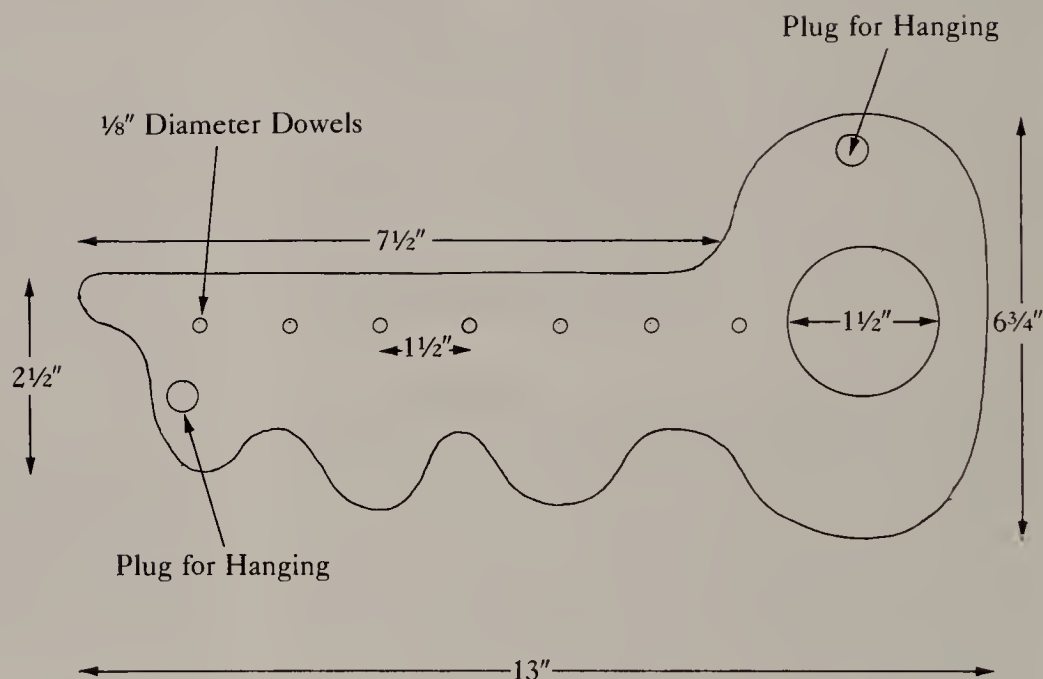 Plug for Hanging
⅛" Diameter Dowels
7½"
1½"
1½"
6¾"
2½"
Plug for Hanging
13"